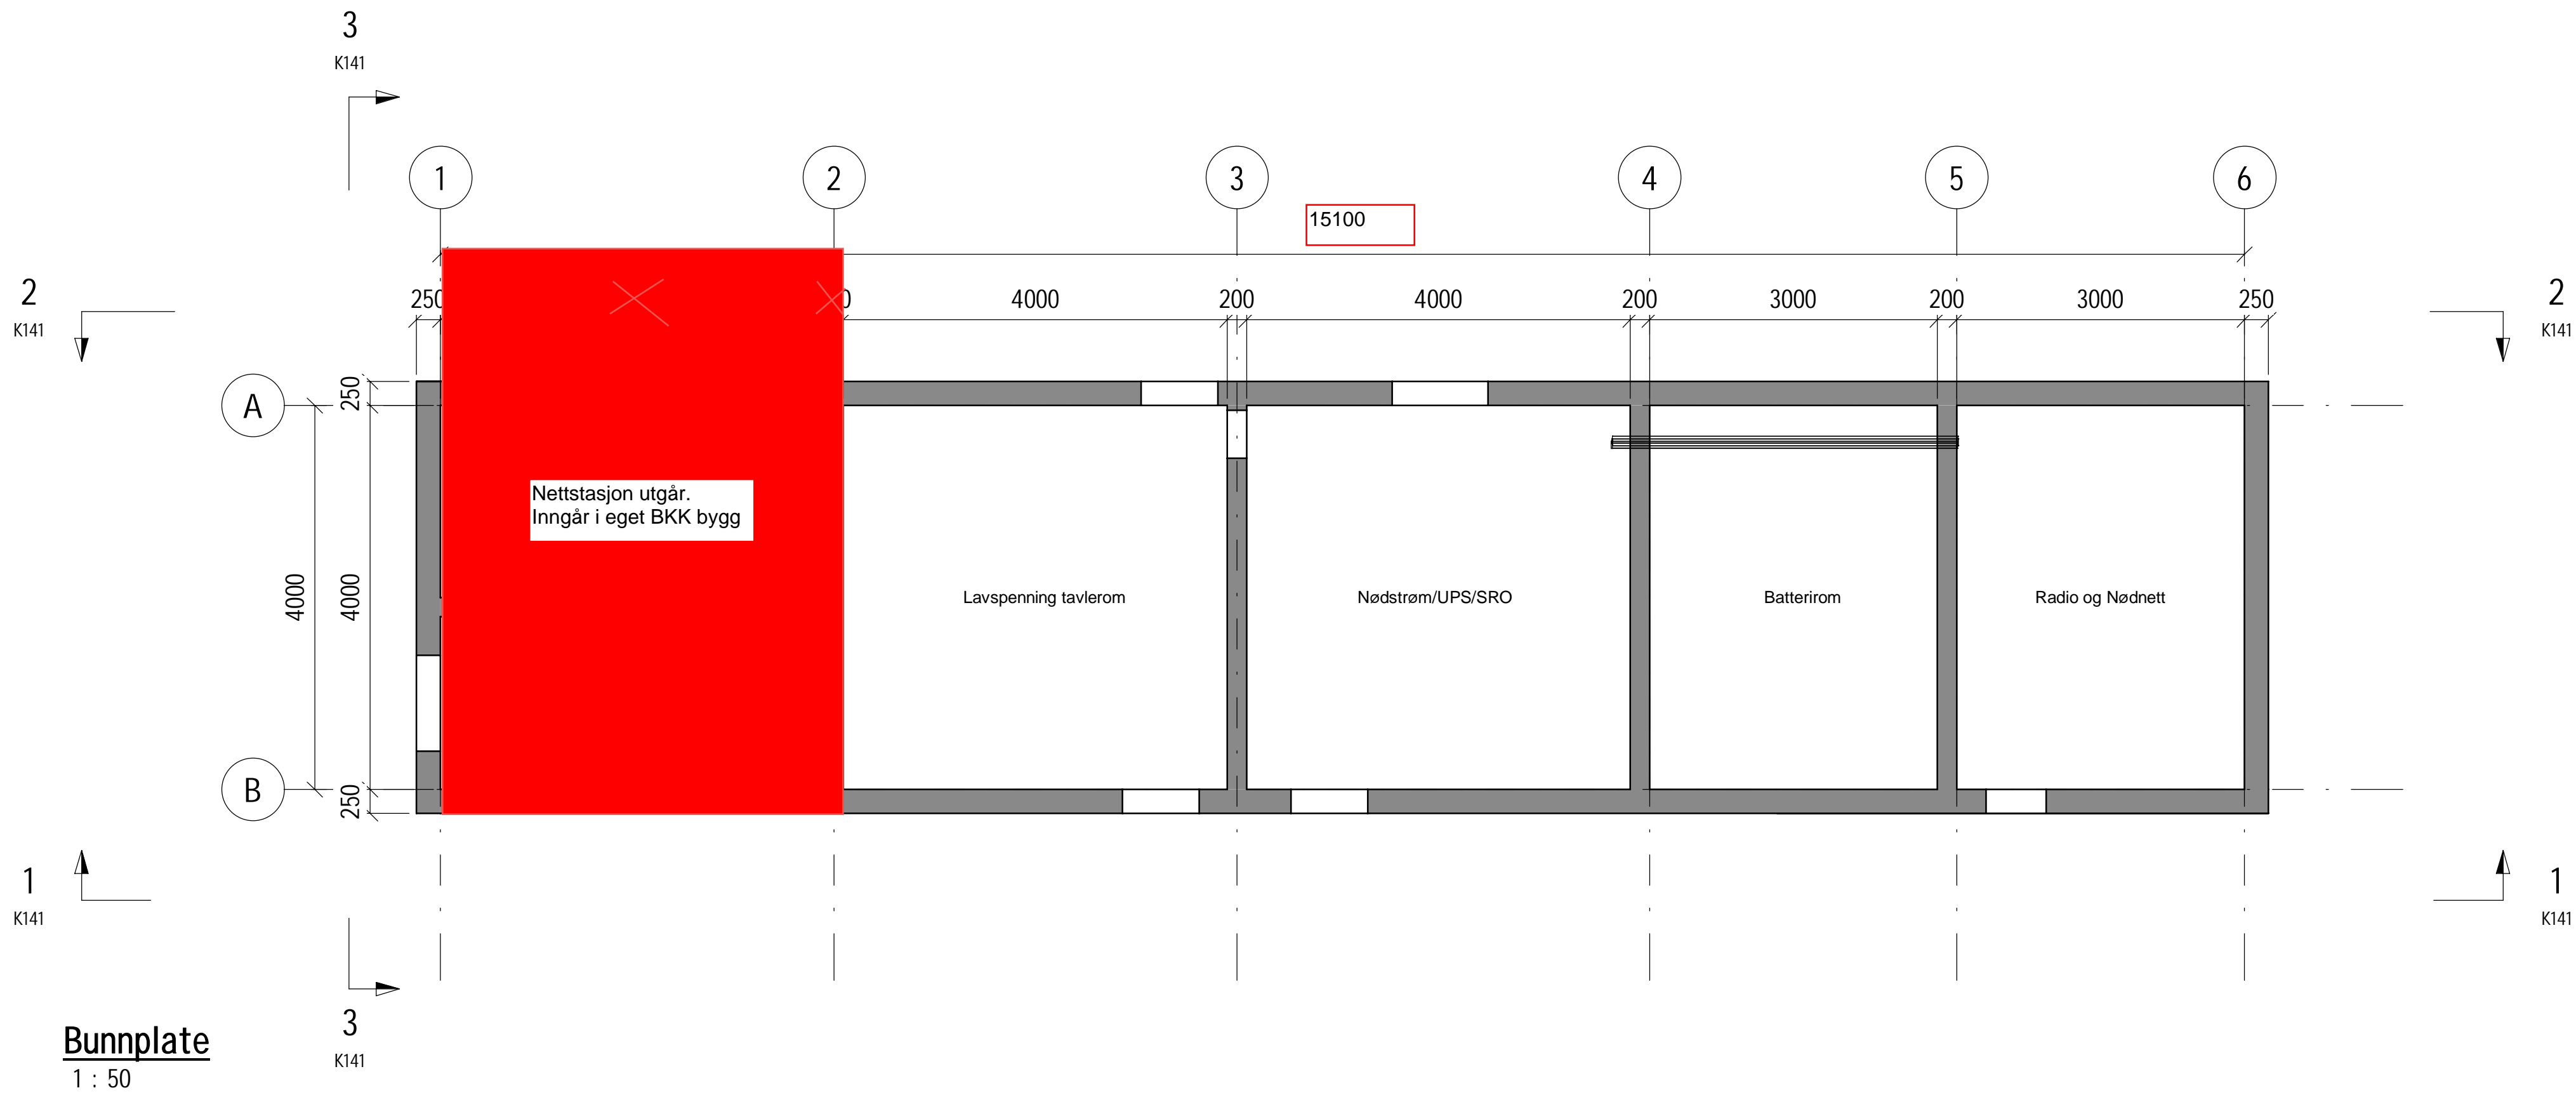 3
K141
1 2 3 4 5 6
15100
2
K141
2
K141
250 4000 200 4000 200 3000 200 3000 250
A
250
Nettstasjon utgår.
Inngår i eget BKK bygg
4000
4000
Lavspenning tavlerom Nødstrøm/UPS/SRO Batterirom Radio og Nødnett
B
250
1
K141
1
K141
3
K141
Bunnplate
1 : 50